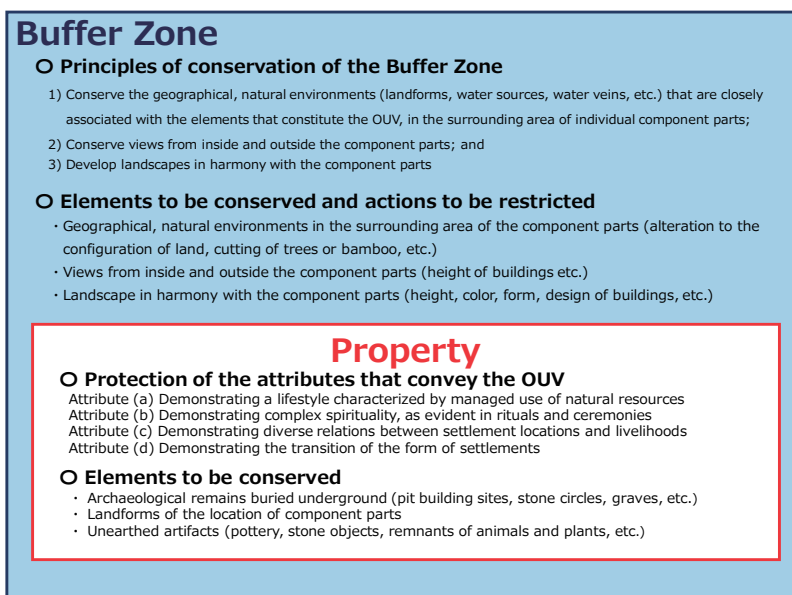 Buffer Zone
O Principles of conservation of the Buffer Zone
1) Conserve the geographical, natural environments (landforms, water sources, water veins, etc.) that are closely
associated with the elements that constitute the OUV, in the surrounding area of individual component parts;
2) Conserve views from inside and outside the component parts; and
3) Develop landscapes in harmony with the component parts
O Elements to be conserved and actions to be restricted
・Geographical, natural environments in the surrounding area of the component parts (alteration to the
configuration of land, cutting of trees or bamboo, etc.)
・Views from inside and outside the component parts (height of buildings etc.)
・Landscape in harmony with the component parts (height, color, form, design of buildings, etc.)
Property
O Protection of the attributes that convey the OUV
Attribute (a) Demonstrating a lifestyle characterized by managed use of natural resources
Attribute (b) Demonstrating complex spirituality, as evident in rituals and ceremonies
Attribute (c) Demonstrating diverse relations between settlement locations and livelihoods
Attribute (d) Demonstrating the transition of the form of settlements
O Elements to be conserved
・ Archaeological remains buried underground (pit building sites, stone circles, graves, etc.)
・ Landforms of the location of component parts
・ Unearthed artifacts (pottery, stone objects, remnants of animals and plants, etc.)